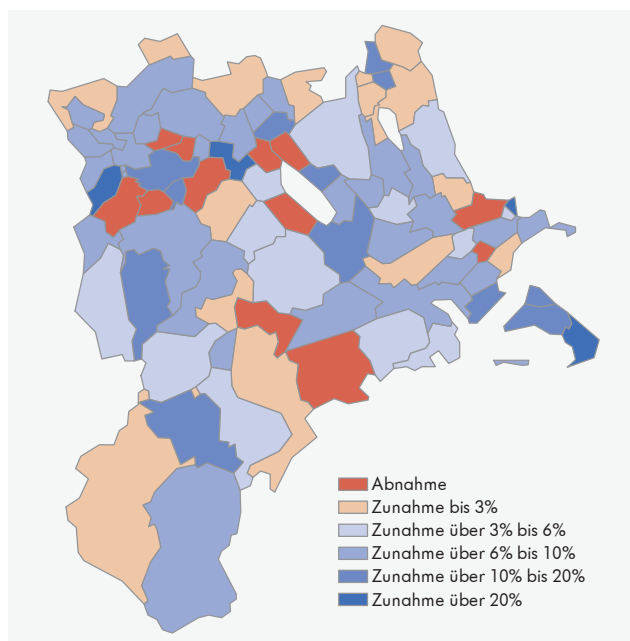 Abnahme
Zunahme bis 3%
Zunahme über 3% bis 6%
Zunahme über 6% bis 10%
Zunahme über 10% bis 20%
Zunahme über 20%